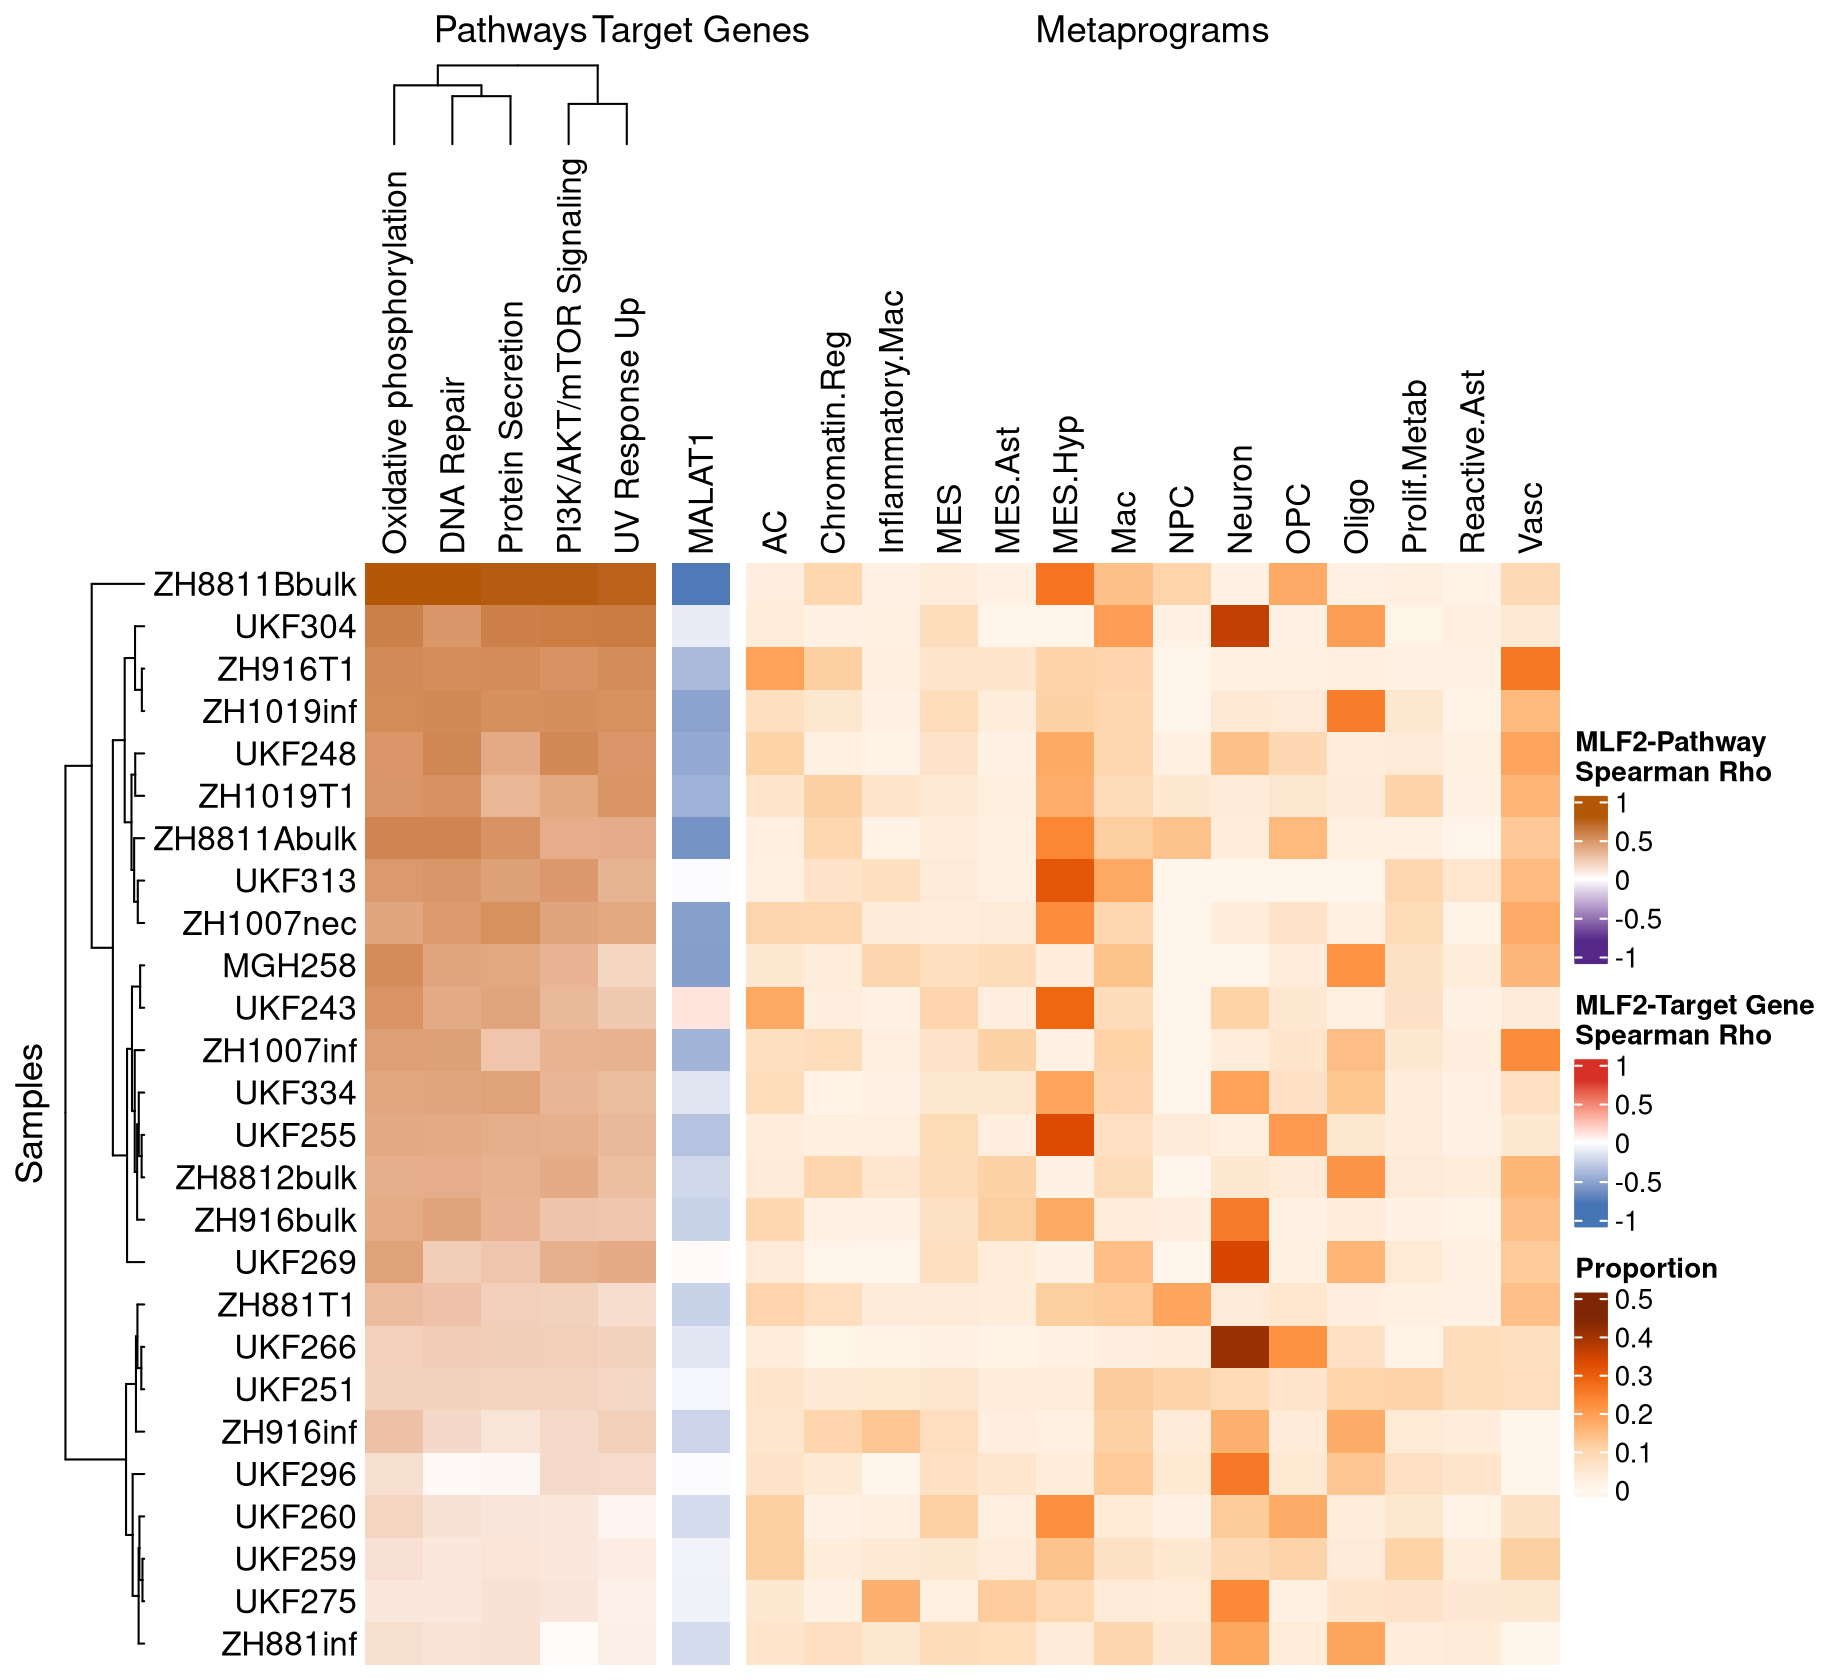 Pathways Target Genes Metaprograms
Oxidative phosphorylation
DNA Repair
Protein Secretion
PI3K/AKT/mTOR Signaling
UV Response Up
MALAT1
AC
Chromatin.Reg
Inflammatory.Mac
MES
MES.Ast
MES.Hyp
Mac
NPC
Neuron
OPC
Oligo
Prolif.Metab
Reactive.Ast
Vasc
Samples
ZH8811Bbulk
UKF304
ZH916T1
ZH1019inf
UKF248
ZH1019T1
ZH8811Abulk
UKF313
ZH1007nec
MGH258
UKF243
ZH1007inf
UKF334
UKF255
ZH8812bulk
ZH916bulk
UKF269
ZH881T1
UKF266
UKF251
ZH916inf
UKF296
UKF260
UKF259
UKF275
ZH881inf
MLF2-Pathway
Spearman Rho
1
0.5
0
-0.5
-1
MLF2-Target Gene
Spearman Rho
1
0.5
0
-0.5
-1
Proportion
0.5
0.4
0.3
0.2
0.1
0